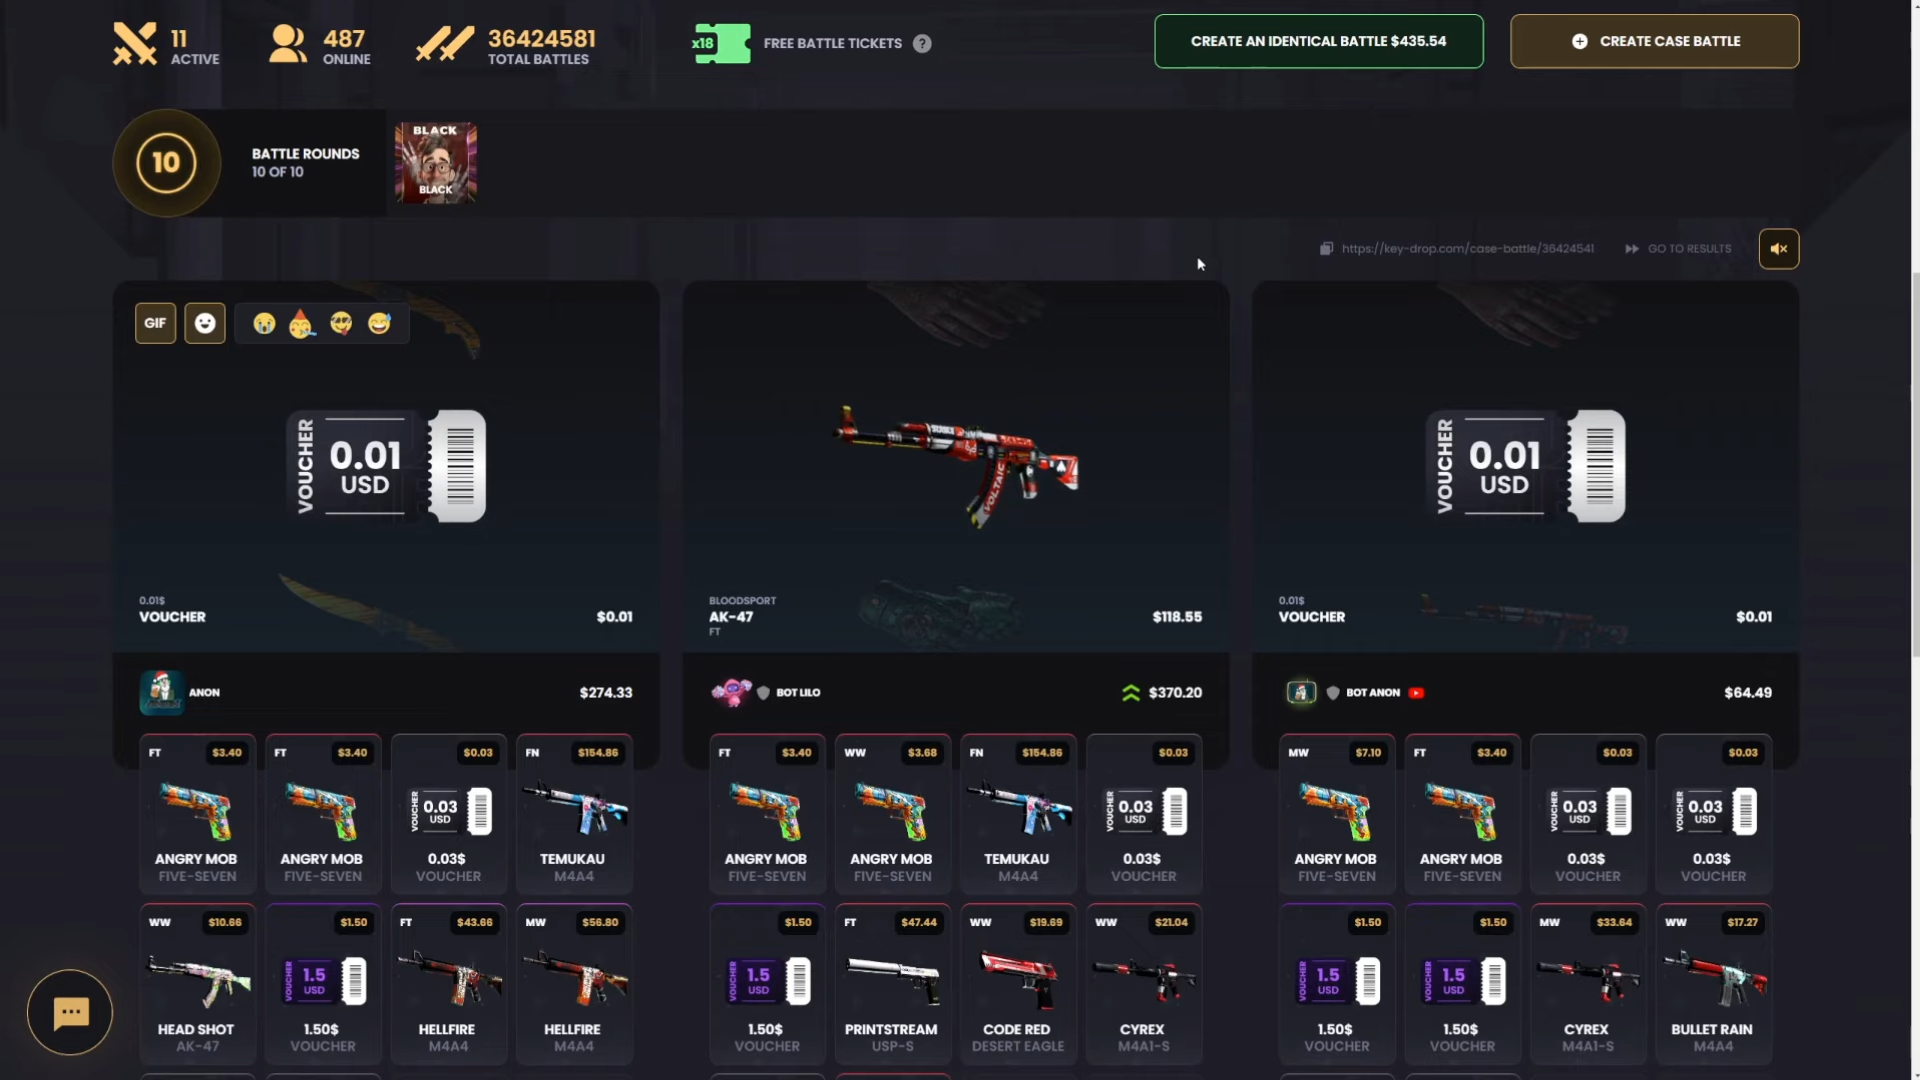 11
ACTIVE
487
ONLINE
36424581
TOTAL BATTLES
x18
FREE BATTLE TICKETS ?
CREATE AN IDENTICAL BATTLE $435.54
CREATE CASE BATTLE
10
BATTLE ROUNDS
10 OF 10
BLACK
BLACK
https://key-drop.com/case-battle/36424541
GO TO RESULTS
GIF
VOUCHER
0.01
USD
0.01$
VOUCHER
$0.01
VOLTAIC
BLOODSPORT
AK-47
FT
$118.55
VOUCHER
0.01
USD
0.01$
VOUCHER
$0.01
ANON
$274.33
BOT LILO
$370.20
BOT ANON
$64.49
FT $3.40
ANGRY MOB
FIVE-SEVEN
FT $3.40
ANGRY MOB
FIVE-SEVEN
$0.03
VOUCHER
0.03
USD
0.03$
VOUCHER
FN $154.86
TEMUKAU
M4A4
FT $3.40
ANGRY MOB
FIVE-SEVEN
WW $3.68
ANGRY MOB
FIVE-SEVEN
FN $154.86
TEMUKAU
M4A4
$0.03
VOUCHER
0.03
USD
0.03$
VOUCHER
MW $7.10
ANGRY MOB
FIVE-SEVEN
FT $3.40
ANGRY MOB
FIVE-SEVEN
$0.03
VOUCHER
0.03
USD
0.03$
VOUCHER
$0.03
VOUCHER
0.03
USD
0.03$
VOUCHER
WW $10.66
HEAD SHOT
AK-47
$1.50
VOUCHER
1.5
USD
1.50$
VOUCHER
FT $43.66
HELLFIRE
M4A4
MW $56.80
HELLFIRE
M4A4
$1.50
VOUCHER
1.5
USD
1.50$
VOUCHER
FT $47.44
PRINTSTREAM
USP-S
WW $19.69
CODE RED
DESERT EAGLE
WW $21.04
CYREX
M4A1-S
$1.50
VOUCHER
1.5
USD
1.50$
VOUCHER
$1.50
VOUCHER
1.5
USD
1.50$
VOUCHER
MW $33.64
CYREX
M4A1-S
WW $17.27
BULLET RAIN
M4A4